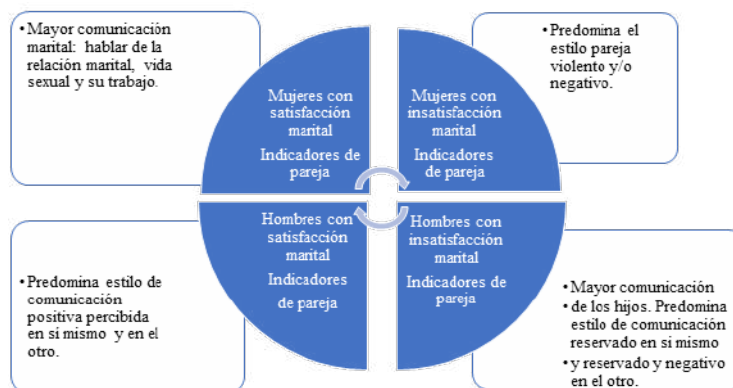 •Mayor comunicación
marital: hablar de la
relación marital, vida
sexual y su trabajo.
Mujeres con
satisfacción
marital
Indicadores de
pareja
Mujeres con
insatisfacción
marital
Indicadores
de pareja
•Predomina el
estilo pareja
violento y/o
negativo.
•Predomina estilo de
comunicación
positiva percibida
en sí mismo y en el
otro.
Hombres con
satisfacción
marital
Indicadores
de pareja
Hombres con
insatisfacción
marital
Indicadores de
pareja
•Mayor comunicación
•de los hijos. Predomina
estilo de comunicación
reservado en si mismo
•y reservado y negativo
en el otro.